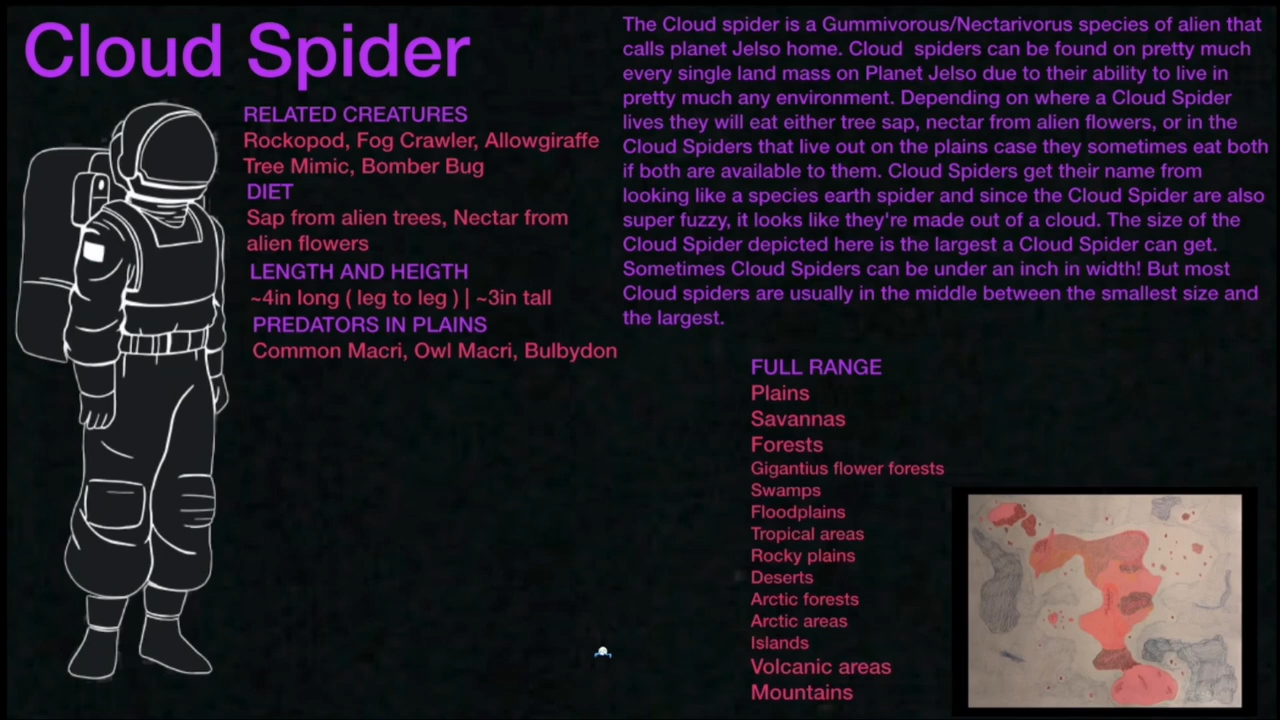 Cloud Spider
RELATED CREATURES
Rockopod, Fog Crawler, Allowgiraffe
Tree Mimic, Bomber Bug
DIET
Sap from alien trees, Nectar from
alien flowers
LENGTH AND HEIGTH
~4in long ( leg to leg ) | ~3in tall
PREDATORS IN PLAINS
Common Macri, Owl Macri, Bulbydon
The Cloud spider is a Gummivorous/Nectarivorus species of alien that
calls planet Jelso home. Cloud  spiders can be found on pretty much
every single land mass on Planet Jelso due to their ability to live in
pretty much any environment. Depending on where a Cloud Spider
lives they will eat either tree sap, nectar from alien flowers, or in the
Cloud Spiders that live out on the plains case they sometimes eat both
if both are available to them. Cloud Spiders get their name from
looking like a species earth spider and since the Cloud Spider are also
super fuzzy, it looks like they're made out of a cloud. The size of the
Cloud Spider depicted here is the largest a Cloud Spider can get.
Sometimes Cloud Spiders can be under an inch in width! But most
Cloud spiders are usually in the middle between the smallest size and
the largest.
FULL RANGE
Plains
Savannas
Forests
Gigantius flower forests
Swamps
Floodplains
Tropical areas
Rocky plains
Deserts
Arctic forests
Arctic areas
Islands
Volcanic areas
Mountains